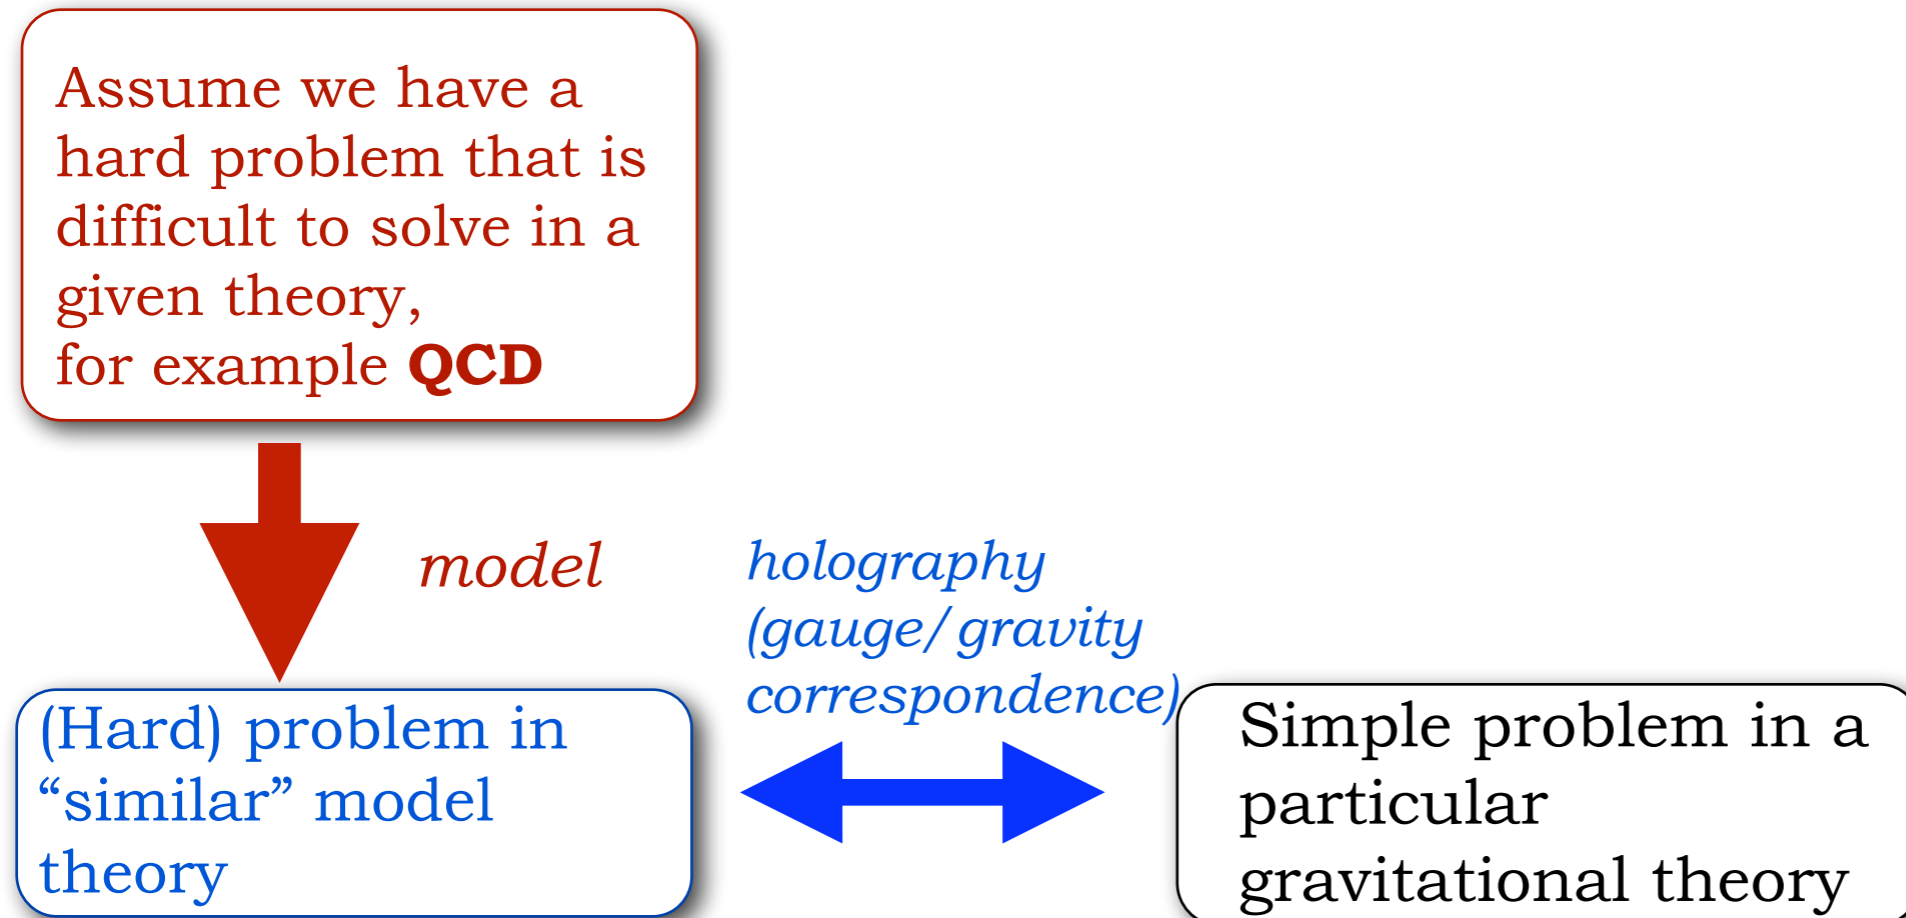 Assume we have a
hard problem that is
difficult to solve in a
given theory,
for example QCD
model
holography
(gauge/gravity
correspondence)
(Hard) problem in
“similar” model
theory
Simple problem in a
particular
gravitational theory